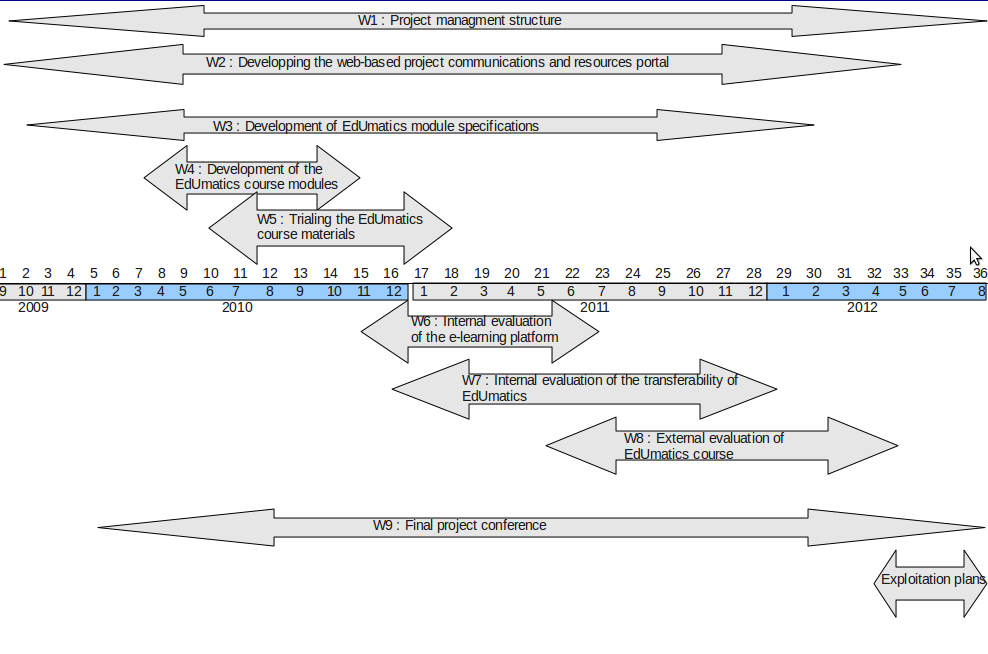 W1 : Project managment structure
W2 : Developping the web-based project communications and resources portal
W3 : Development of EdUmatics module specifications
W4 : Development of the
EdUmatics course modules
W5 : Trialing the EdUmatics
course materials
1 2 3 4 5 6 7 8 9 10 11 12 13 14 15 16 17 18 19 20 21 22 23 24 25 26 27 28 29 30 31 32 33 34 35 36
9 10 11 12 1 2 3 4 5 6 7 8 9 10 11 12 1 2 3 4 5 6 7 8 9 10 11 12 1 2 3 4 5 6 7 8
2009 2010 2011 2012
W6 : Internal evaluation
of the e-learning platform
W7 : Internal evaluation of the transferability of
EdUmatics
W8 : External evaluation of
EdUmatics course
W9 : Final project conference
Exploitation plans